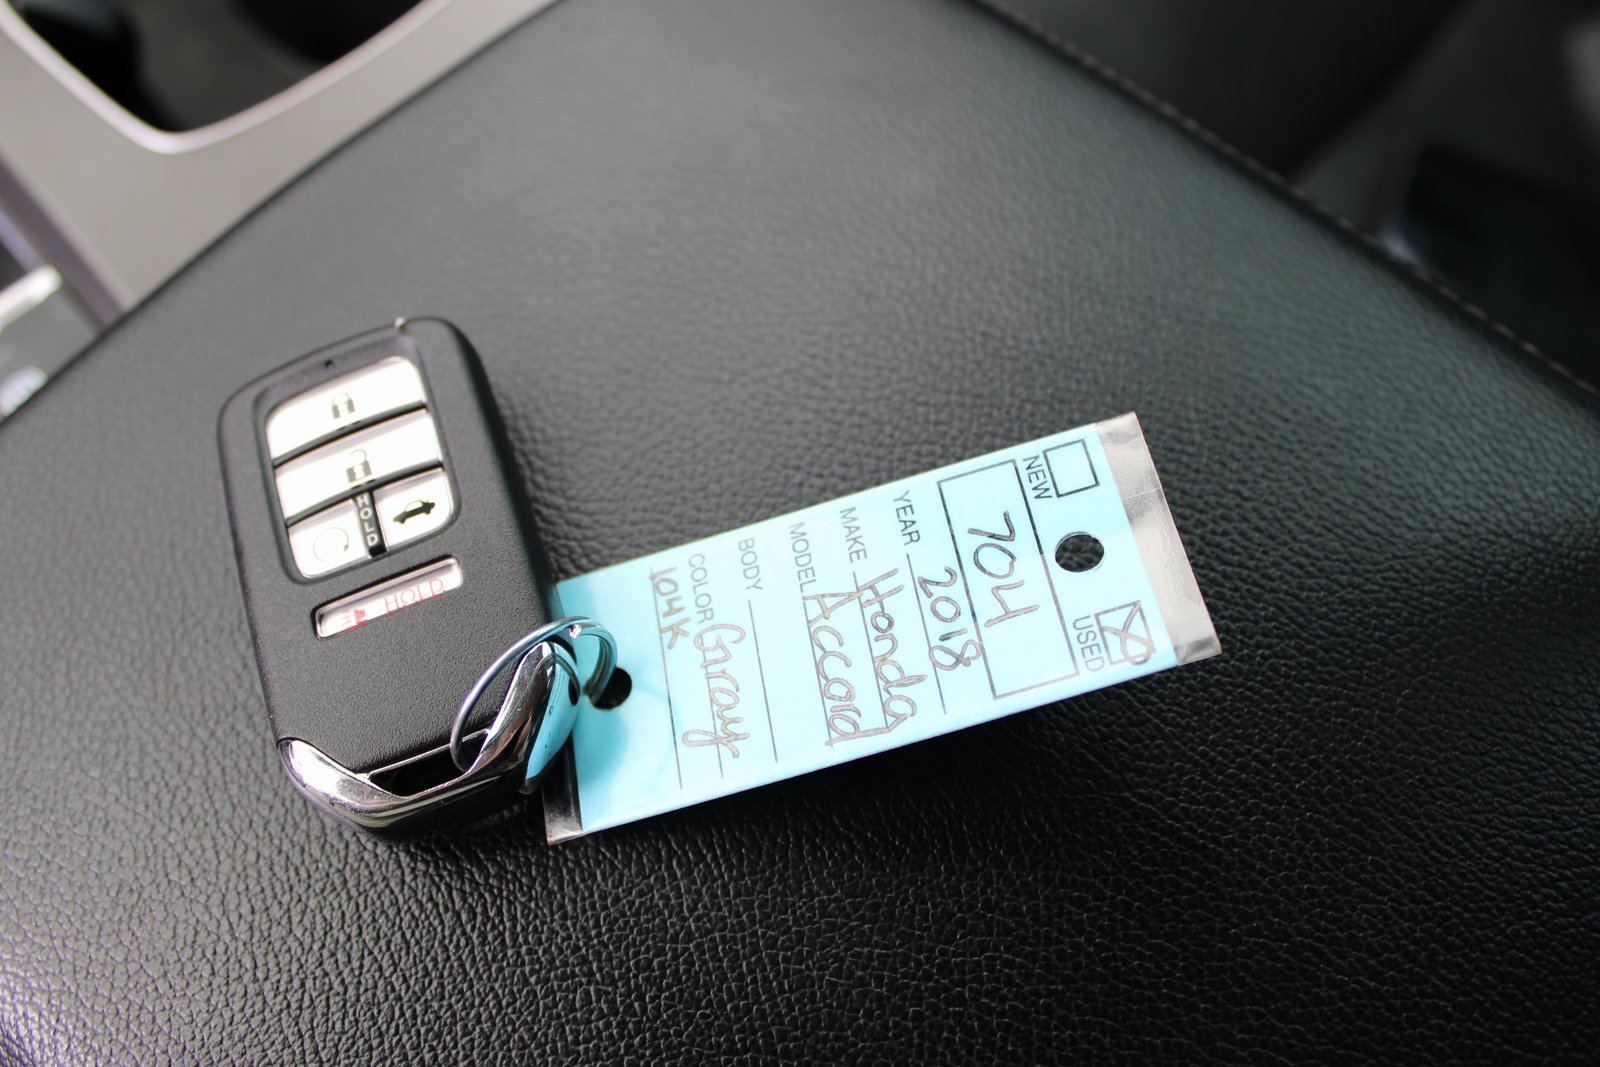 NEW USED
704
YEAR 2018
MAKE Honda
MODEL Accord
BODY
COLOR Gray
104K
HOLD
HOLD